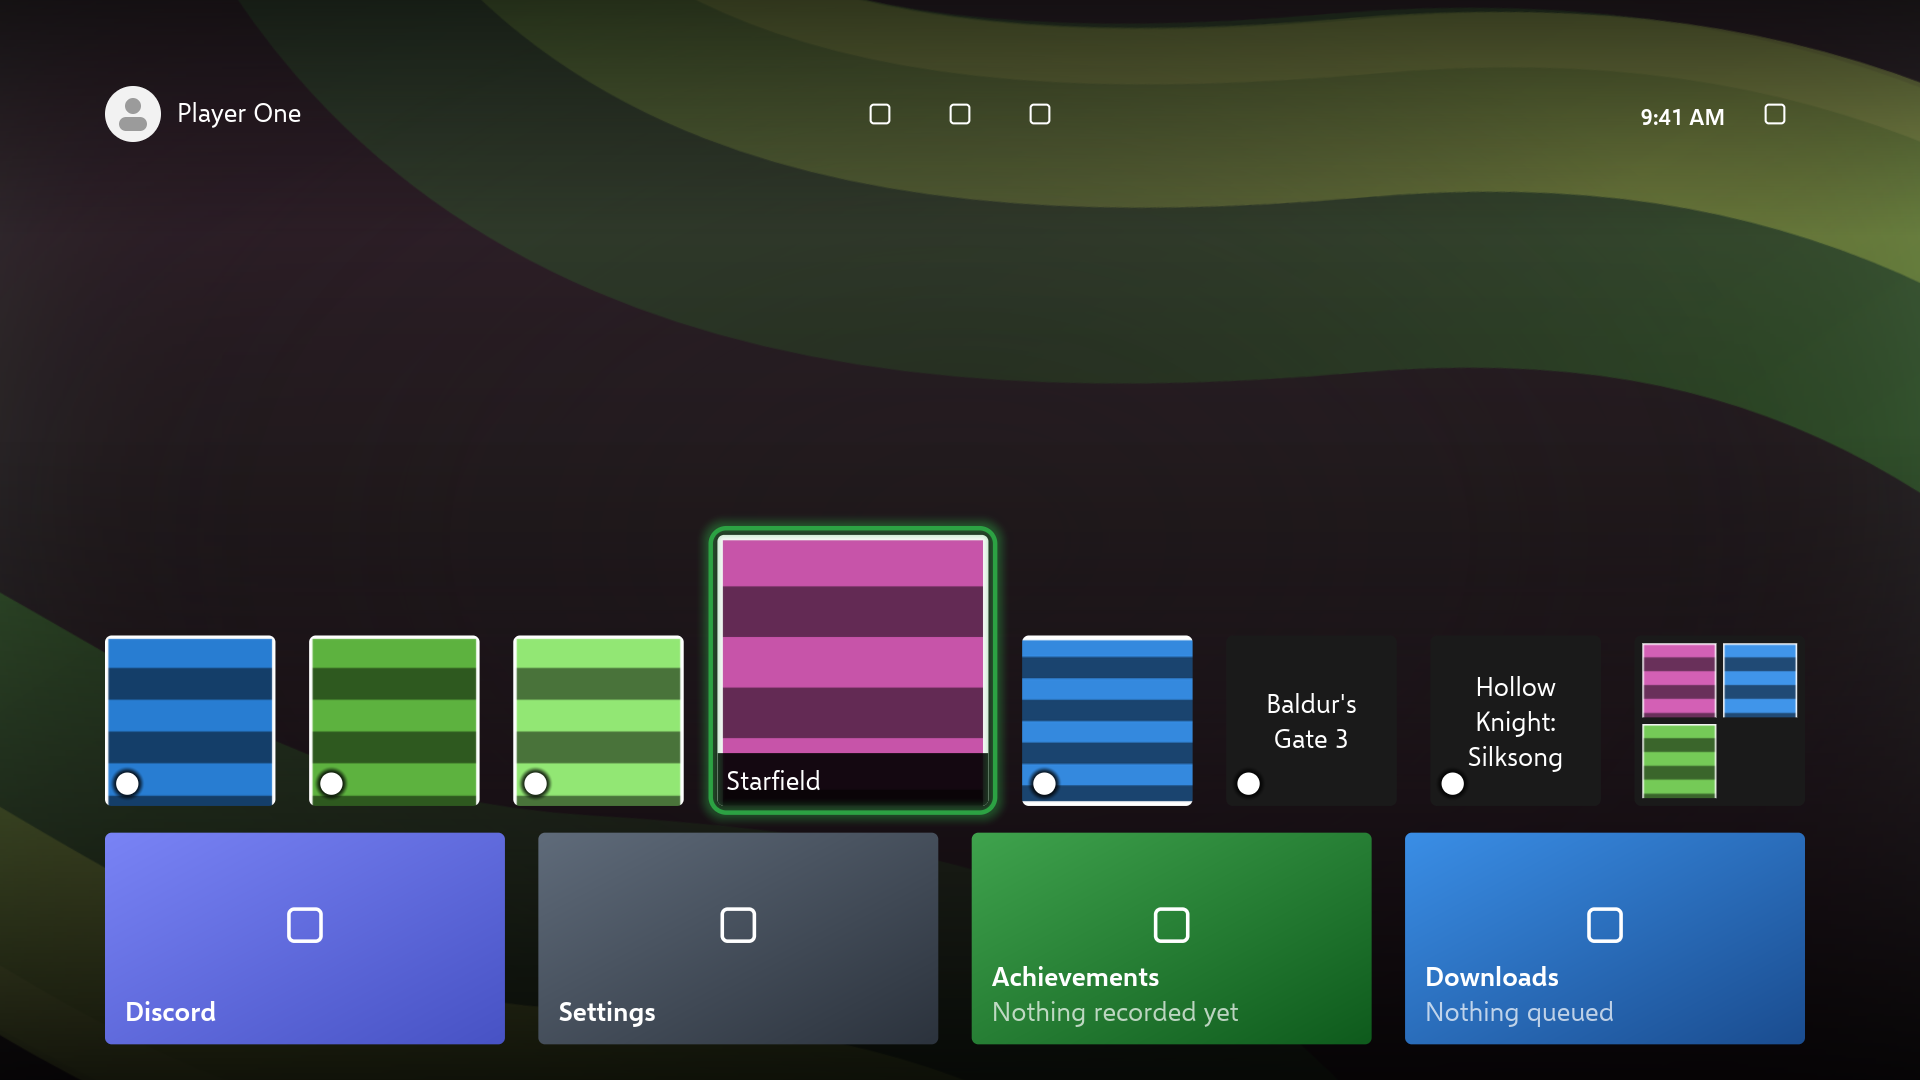 Player One
9:41 AM
Starfield
Baldur's
Gate 3
Hollow
Knight:
Silksong
Discord
Settings
Achievements
Nothing recorded yet
Downloads
Nothing queued